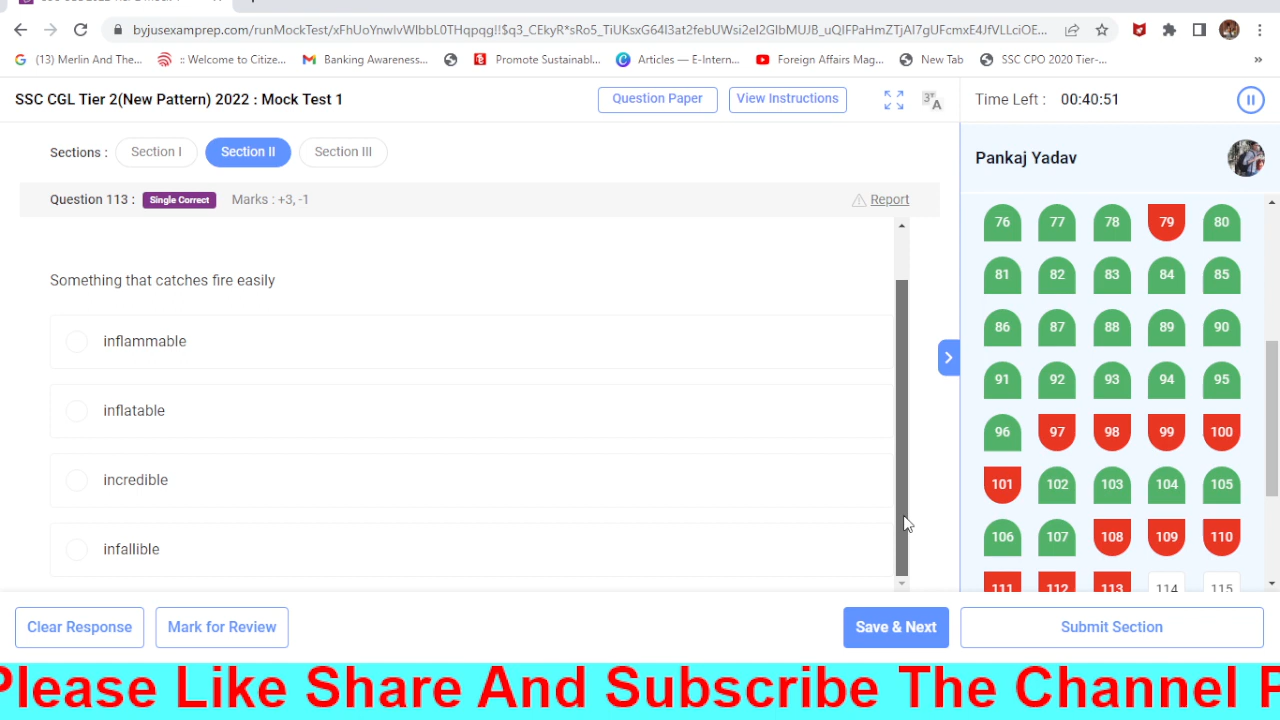 byjusexamprep.com/runMockTest/xFhUoYnwlvWlbbL0THqpqg!!$q3_CEkyR*sRo5_TiUKsxG64l3at2febUWsi2eI2GlbMUJB_uQIFPaHmZTjAI7gUFcmxE4JfVLLciOE...
(13) Merlin And The...
:: Welcome to Citize...
Banking Awareness...
Promote Sustainabl...
Articles — E-Intern...
Foreign Affairs Mag...
New Tab
SSC CPO 2020 Tier-...
»
SSC CGL Tier 2(New Pattern) 2022 : Mock Test 1
Question Paper
View Instructions
Time Left : 00:40:51
Sections : Section I Section II Section III
Pankaj Yadav
Question 113 : Single Correct Marks : +3, -1
Report
Something that catches fire easily
inflammable
inflatable
incredible
infallible
76 77 78 79 80
81 82 83 84 85
86 87 88 89 90
91 92 93 94 95
96 97 98 99 100
101 102 103 104 105
106 107 108 109 110
111 112 113 114 115
Clear Response
Mark for Review
Save & Next
Submit Section
Please Like Share And Subscribe The Channel P